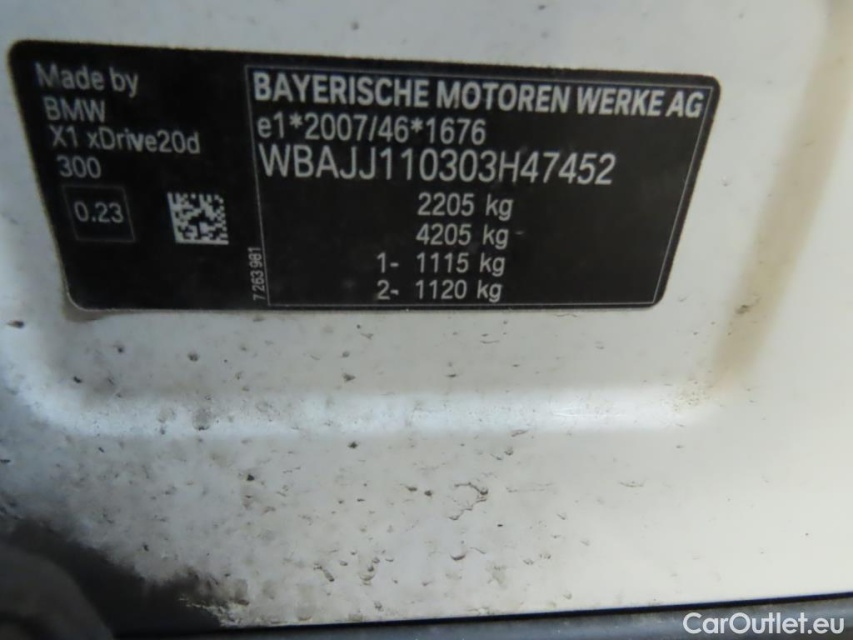 Made by
BMW
X1 xDrive20d
300
0.23
7 263 981
BAYERISCHE MOTOREN WERKE AG
e1*2007/46*1676
WBAJJ110303H47452
2205 kg
4205 kg
1- 1115 kg
2- 1120 kg
CarOutlet.eu